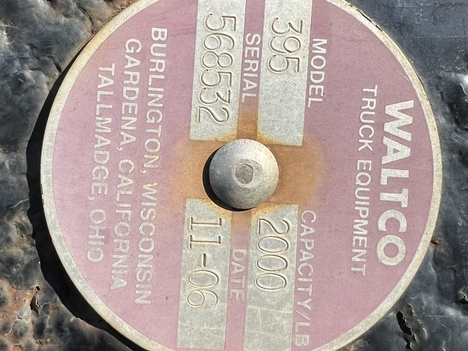 WALTCO
TRUCK EQUIPMENT
MODEL CAPACITY/LB
395 2000
SERIAL DATE
568532 11-06
BURLINGTON, WISCONSIN
GARDENA, CALIFORNIA
TALLMADGE, OHIO